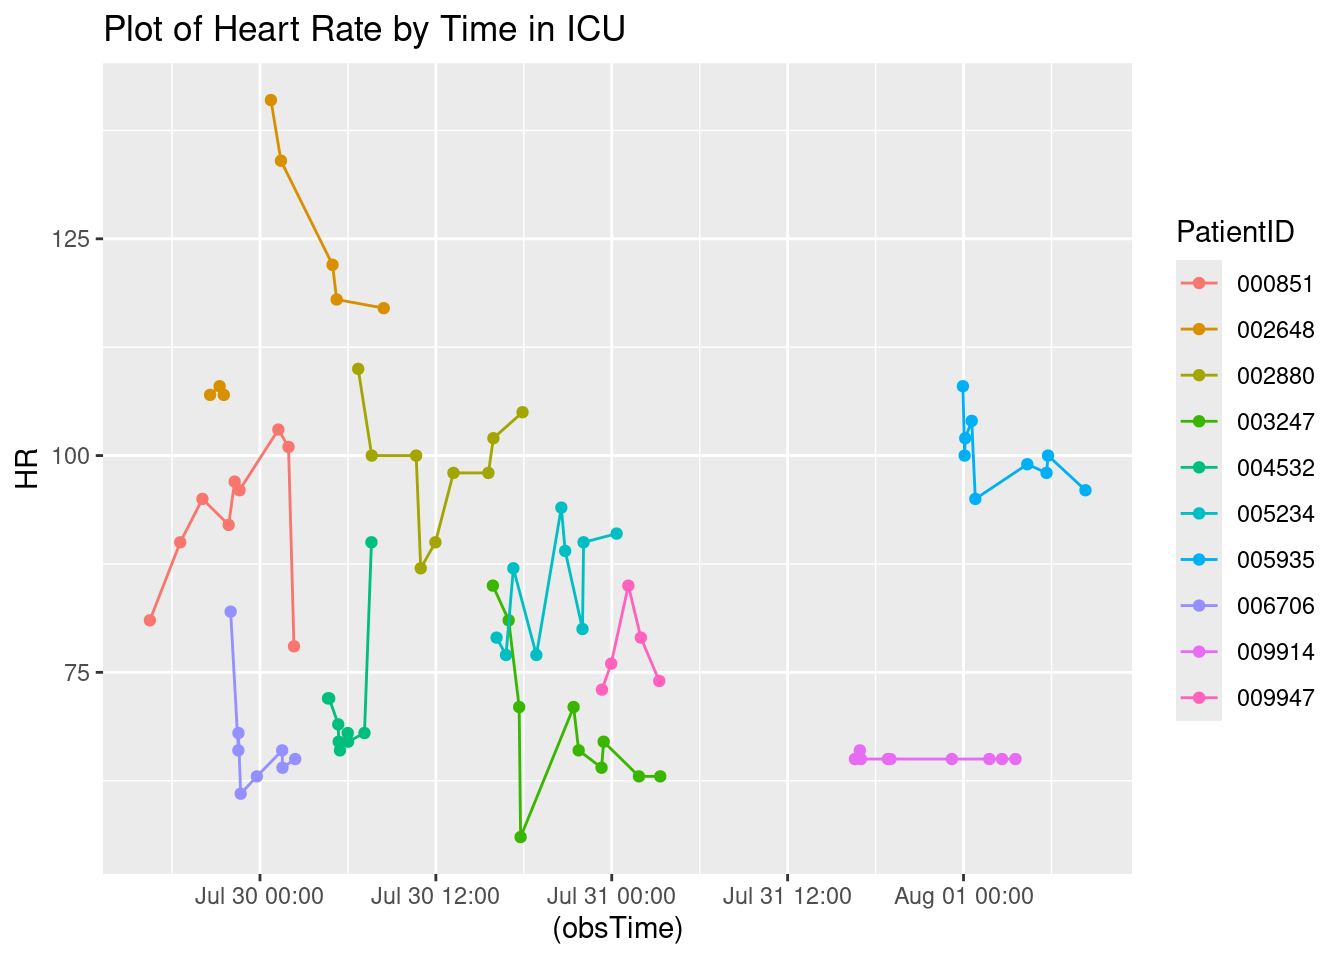 Plot of Heart Rate by Time in ICU
HR
125
100
75
Jul 30 00:00 Jul 30 12:00 Jul 31 00:00 Jul 31 12:00 Aug 01 00:00
(obsTime)
PatientID
000851
002648
002880
003247
004532
005234
005935
006706
009914
009947